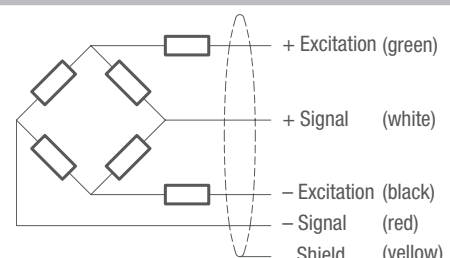 + Excitation (green)
+ Signal (white)
– Excitation (black)
– Signal (red)
Shield (yellow)